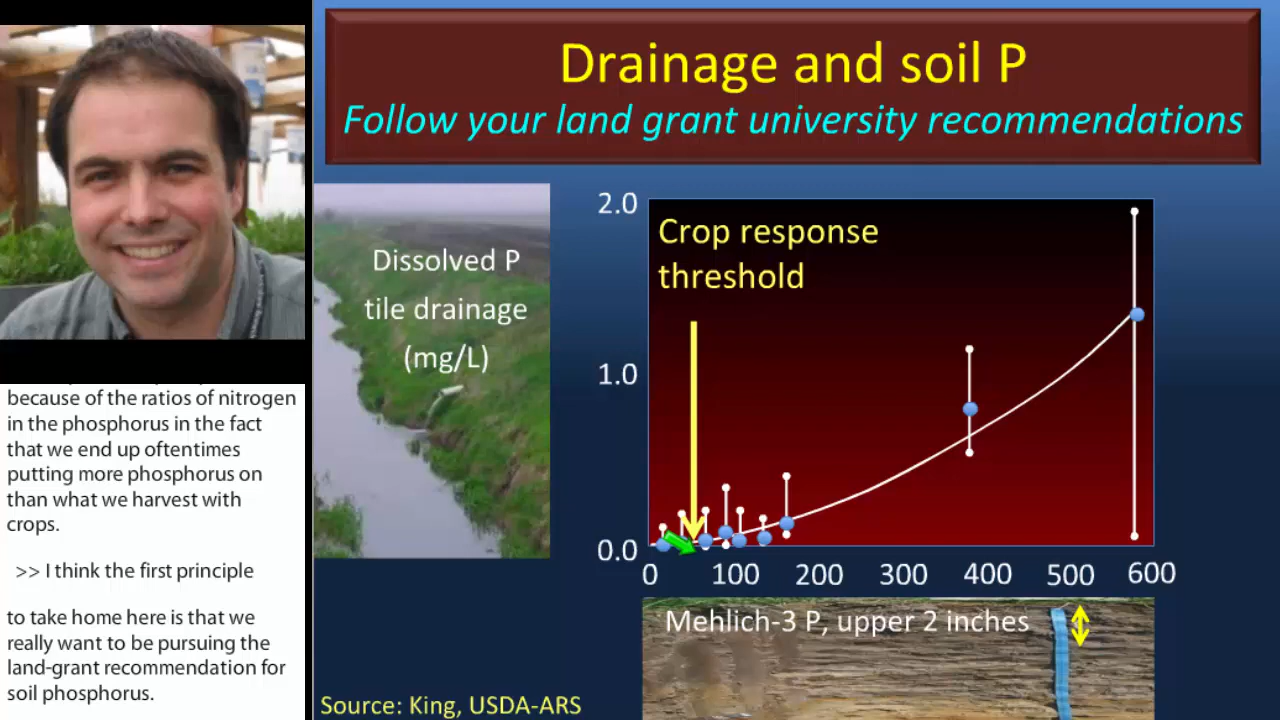 Drainage and soil P
Follow your land grant university recommendations
Dissolved P
tile drainage
(mg/L)
2.0
1.0
0.0
Crop response
threshold
0 100 200 300 400 500 600
Mehlich-3 P, upper 2 inches
Source: King, USDA-ARS
because of the ratios of nitrogen
in the phosphorus in the fact
that we end up oftentimes
putting more phosphorus on
than what we harvest with
crops.
>> I think the first principle
to take home here is that we
really want to be pursuing the
land-grant recommendation for
soil phosphorus.